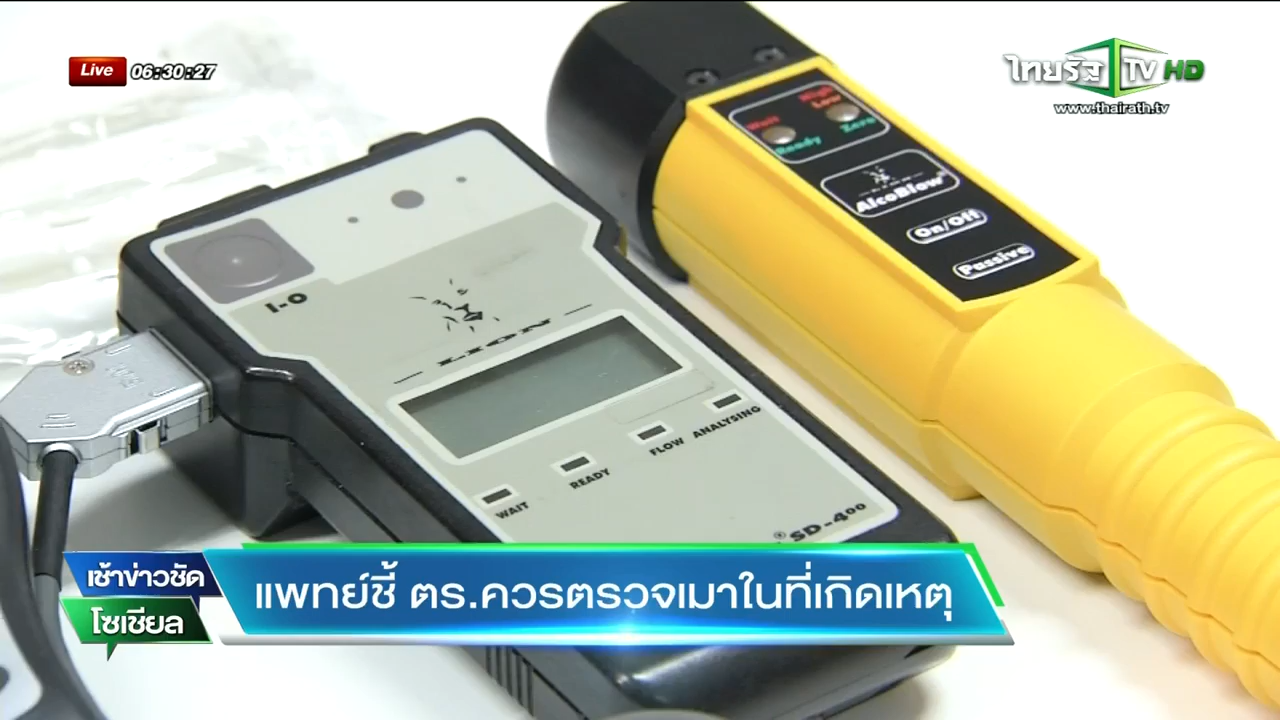 Live 06:30:27
ไทยรัฐ TV HD
www.thairath.tv
High
Wait Low
Ready Zero
AlcoBlow®
On/Off
Passive
I-O
LION
WAIT READY FLOW ANALYSING
® SD-400
เช้าข่าวชัด
โซเชียล
แพทย์ชี้ ตร.ควรตรวจเมาในที่เกิดเหตุ